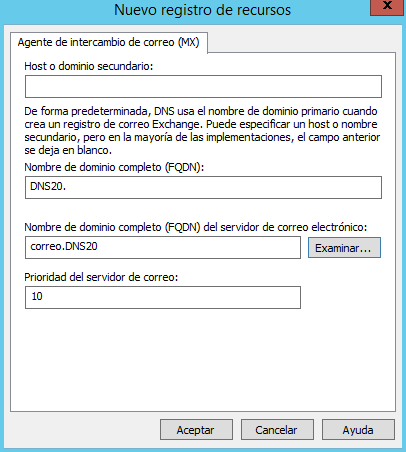 Nuevo registro de recursos
x
Agente de intercambio de correo (MX)
Host o dominio secundario:
De forma predeterminada, DNS usa el nombre de dominio primario cuando
crea un registro de correo Exchange. Puede especificar un host o nombre
secundario, pero en la mayoría de las implementaciones, el campo anterior
se deja en blanco.
Nombre de dominio completo (FQDN):
DNS20.
Nombre de dominio completo (FQDN) del servidor de correo electrónico:
correo.DNS20
Examinar...
Prioridad del servidor de correo:
10
Aceptar
Cancelar
Ayuda